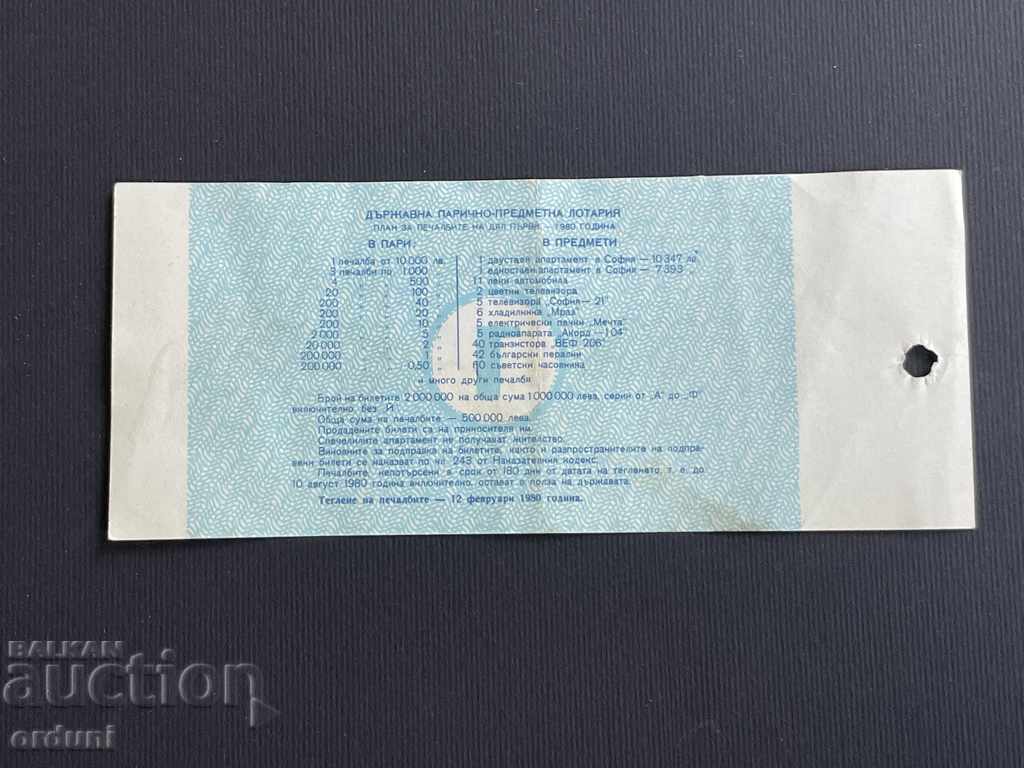 ДЪРЖАВНА ПАРИЧНО-ПРЕДМЕТНА ЛОТАРИЯ
ПЛАН ЗА ПЕЧАЛБИТЕ НА ДЯЛ ПЪРВИ — 1980 ГОДИНА
В ПАРИ:
1 печалба от 10 000 лв.
3 печалби по 1000
4 „ „ 500 „
20 „ „ 100 „
200 „ „ 40 „
200 „ „ 20 „
200 „ „ 10 „
2 000 „ „ 5 „
20 000 „ „ 2 „
200 000 „ „ 1 „
200 000 „ „ 0,50 „
В ПРЕДМЕТИ
1 двустаен апартамент в София — 10 347 лв
1 едностаен апартамент в София — 7393
11 леки автомобила
2 цветни телевизора
5 телевизора „София—21"
6 хладилника „Мраз"
5 електрически печки „Мечта"
5 радиоапарата „Акорд—104"
40 транзистора „ВЕФ 206"
42 български перални
60 съветски часовника
и много други печалби
Брой на билетите 2 000 000 на обща сума 1 000 000 лева, серии от „А" до „Ф"
включително, без „Й"
Обща сума на печалбите — 500 000 лева.
Продадените билети са на приносителя им.
Спечелилите апартамент не получават жителство.
Виновните за подправка на билетите, както и разпространителите на подпра-
вени билети се наказват по чл. 243 от Наказателния кодекс.
Печалбите, непотърсени в срок от 180 дни от датата на тегленето, т. е. до
10 август 1980 година включително, остават в полза на държавата.
Теглене на печалбите — 12 февруари 1980 година.
BALKAN
auction
orduni